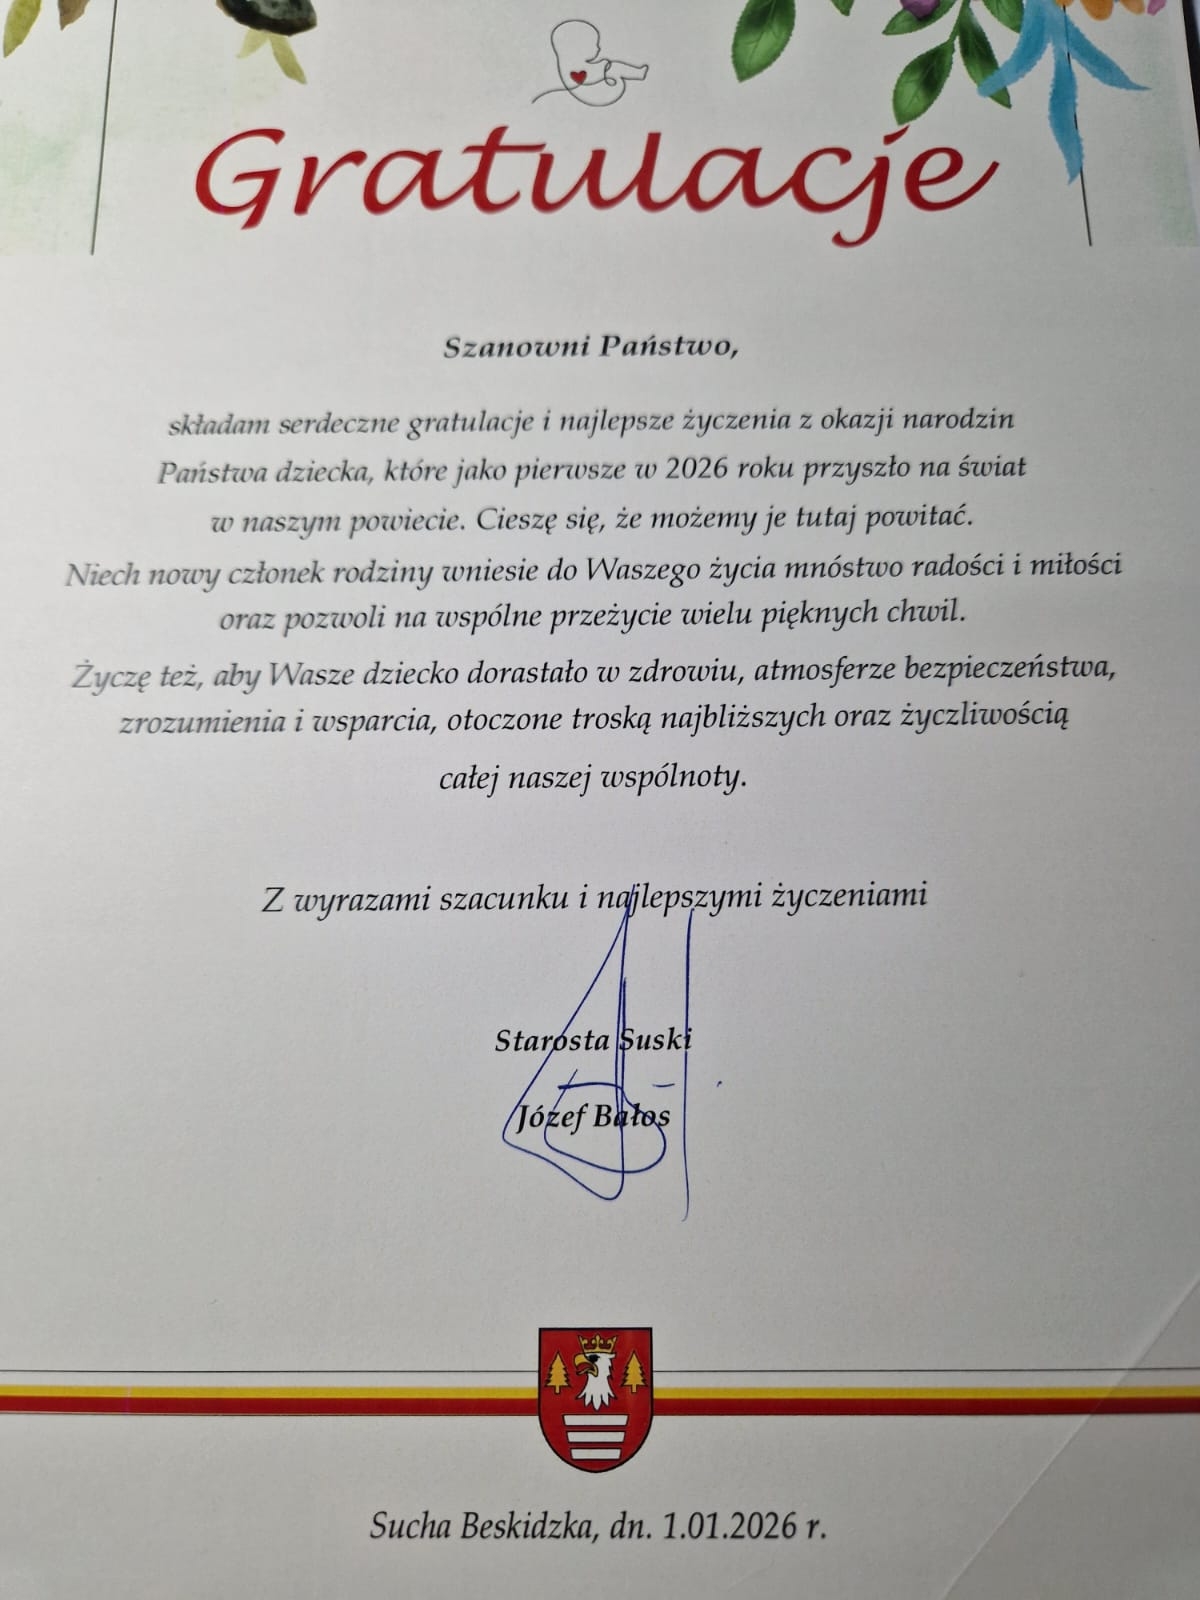 Gratulacje
Szanowni Państwo,
składam serdeczne gratulacje i najlepsze życzenia z okazji narodzin
Państwa dziecka, które jako pierwsze w 2026 roku przyszło na świat
w naszym powiecie. Cieszę się, że możemy je tutaj powitać.
Niech nowy członek rodziny wniesie do Waszego życia mnóstwo radości i miłości
oraz pozwoli na wspólne przeżycie wielu pięknych chwil.
Życzę też, aby Wasze dziecko dorastało w zdrowiu, atmosferze bezpieczeństwa,
zrozumienia i wsparcia, otoczone troską najbliższych oraz życzliwością
całej naszej wspólnoty.
Z wyrazami szacunku i najlepszymi życzeniami
Starosta Suski
Józef Bałos
Sucha Beskidzka, dn. 1.01.2026 r.